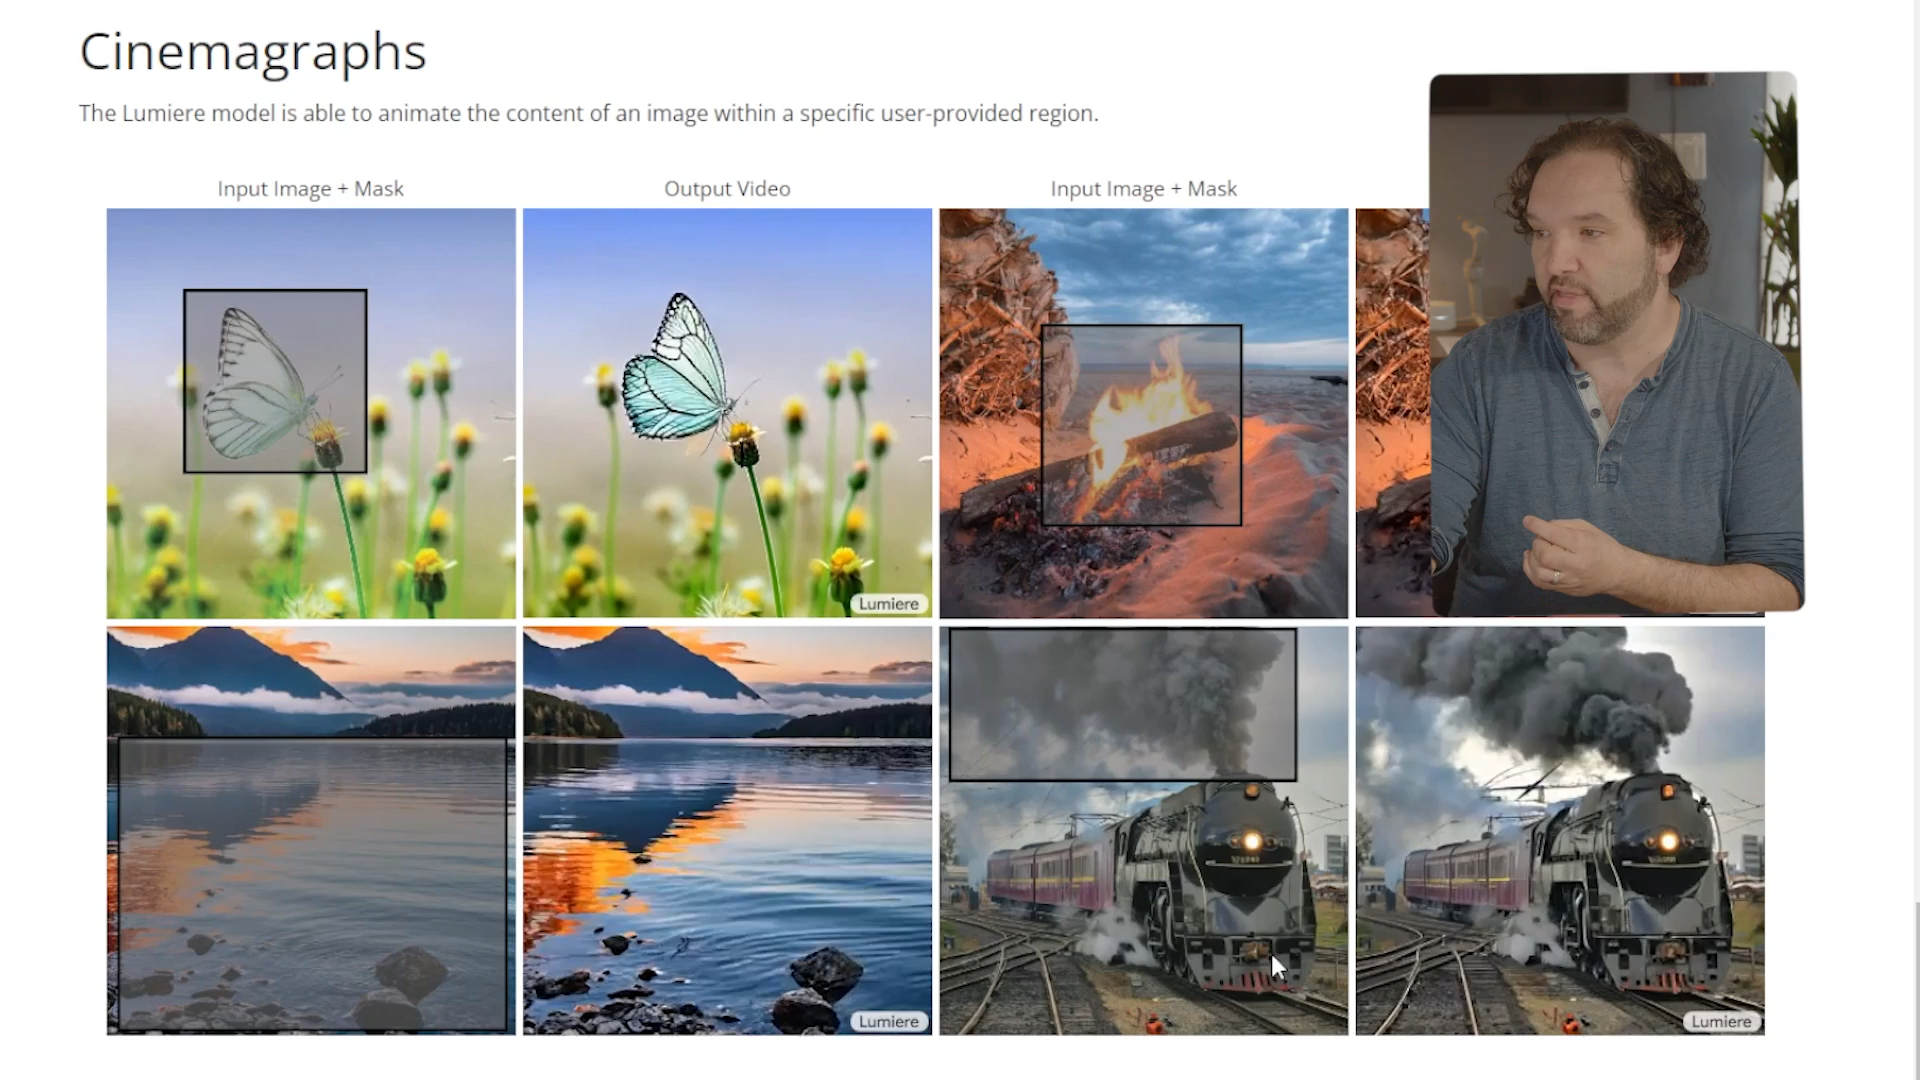 Cinemagraphs
The Lumiere model is able to animate the content of an image within a specific user-provided region.
Input Image + Mask
Output Video
Input Image + Mask
Lumiere
Lumiere
Lumiere